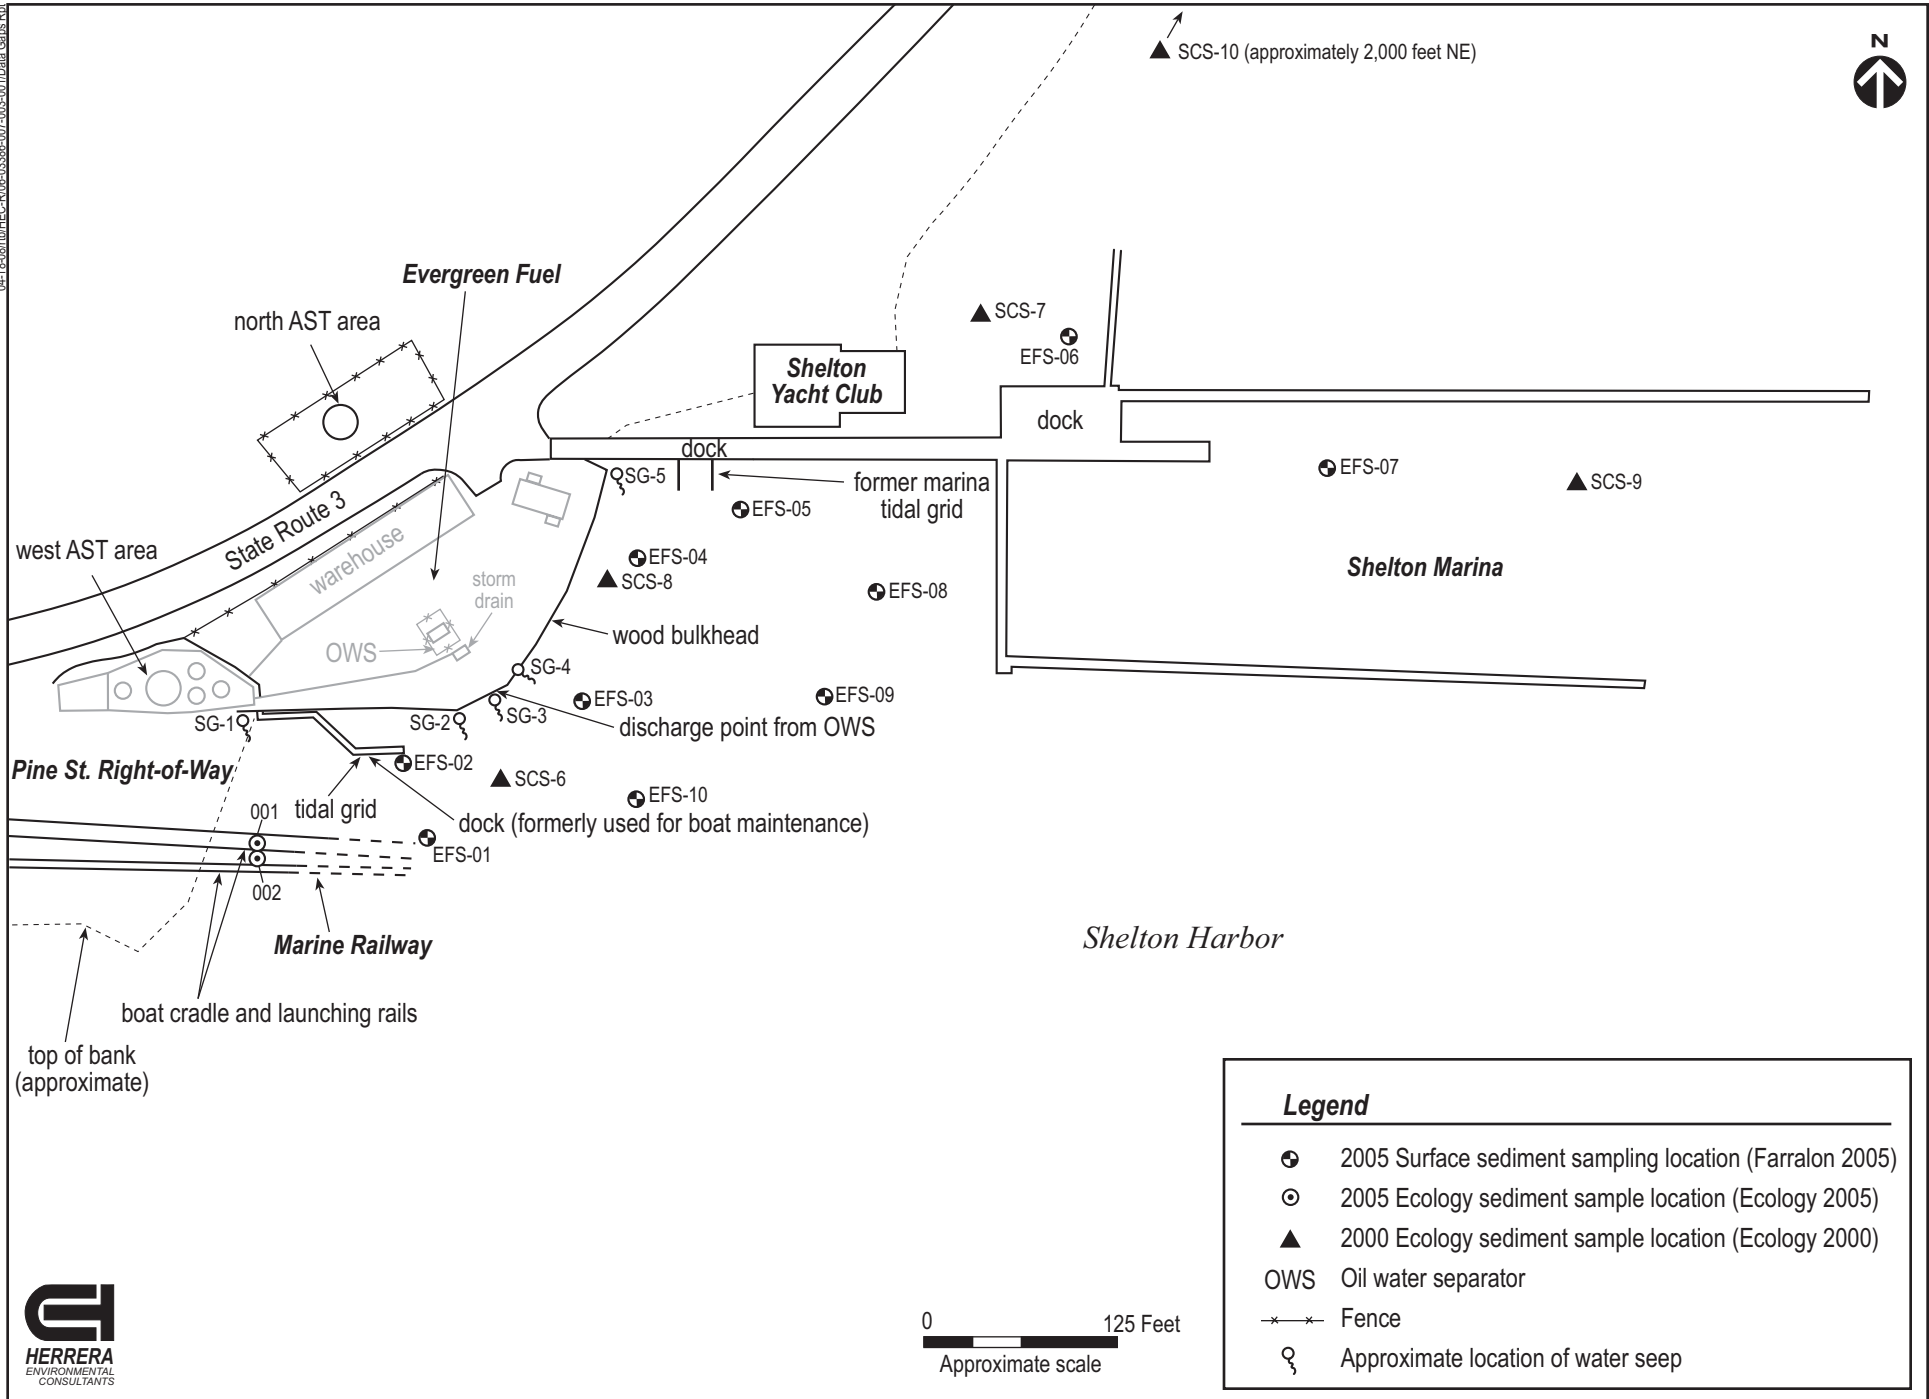 SCS-10 (approximately 2,000 feet NE)
N
Evergreen Fuel
north AST area
SCS-7
EFS-06
Shelton
Yacht Club
dock
dock
SG-5
former marina
tidal grid
EFS-05
EFS-07
SCS-9
State Route 3
warehouse
west AST area
EFS-04
SCS-8
storm
drain
EFS-08
Shelton Marina
OWS
wood bulkhead
SG-4
EFS-03
EFS-09
SG-1
SG-2
SG-3
discharge point from OWS
Pine St. Right-of-Way
EFS-02
SCS-6
tidal grid
EFS-10
001
dock (formerly used for boat maintenance)
EFS-01
002
Marine Railway
Shelton Harbor
boat cradle and launching rails
top of bank
(approximate)
Legend
2005 Surface sediment sampling location (Farralon 2005)
2005 Ecology sediment sample location (Ecology 2005)
2000 Ecology sediment sample location (Ecology 2000)
OWS Oil water separator
Fence
Approximate location of water seep
0 125 Feet
Approximate scale
HERRERA
ENVIRONMENTAL
CONSULTANTS